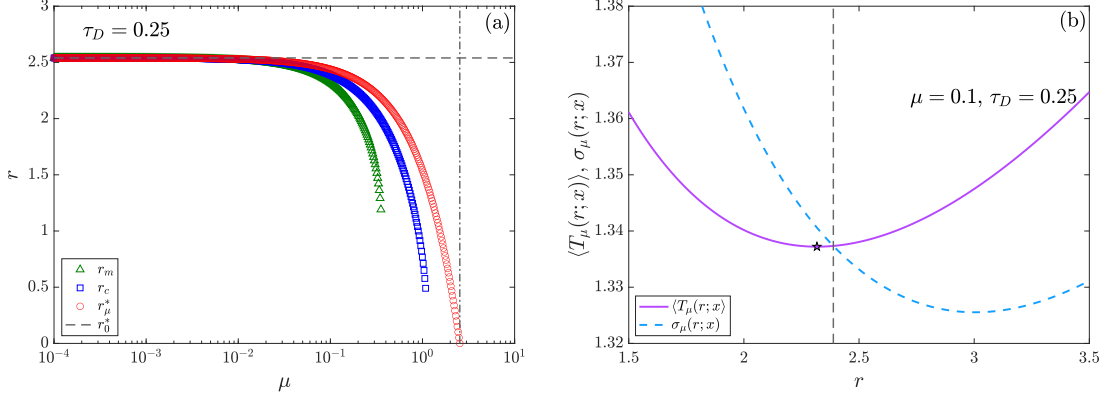 (a)
τ_D = 0.25
3
2.5
2
1.5
1
0.5
0
r
r_m
r_c
r^*_μ
r^*_0
10^{-4}
10^{-3}
10^{-2}
10^{-1}
10^0
10^1
μ
(b)
μ = 0.1, τ_D = 0.25
1.38
1.37
1.36
1.35
1.34
1.33
1.32
⟨T_μ(r; x)⟩, σ_μ(r; x)
⟨T_μ(r; x)⟩
σ_μ(r; x)
1.5
2
2.5
3
3.5
r